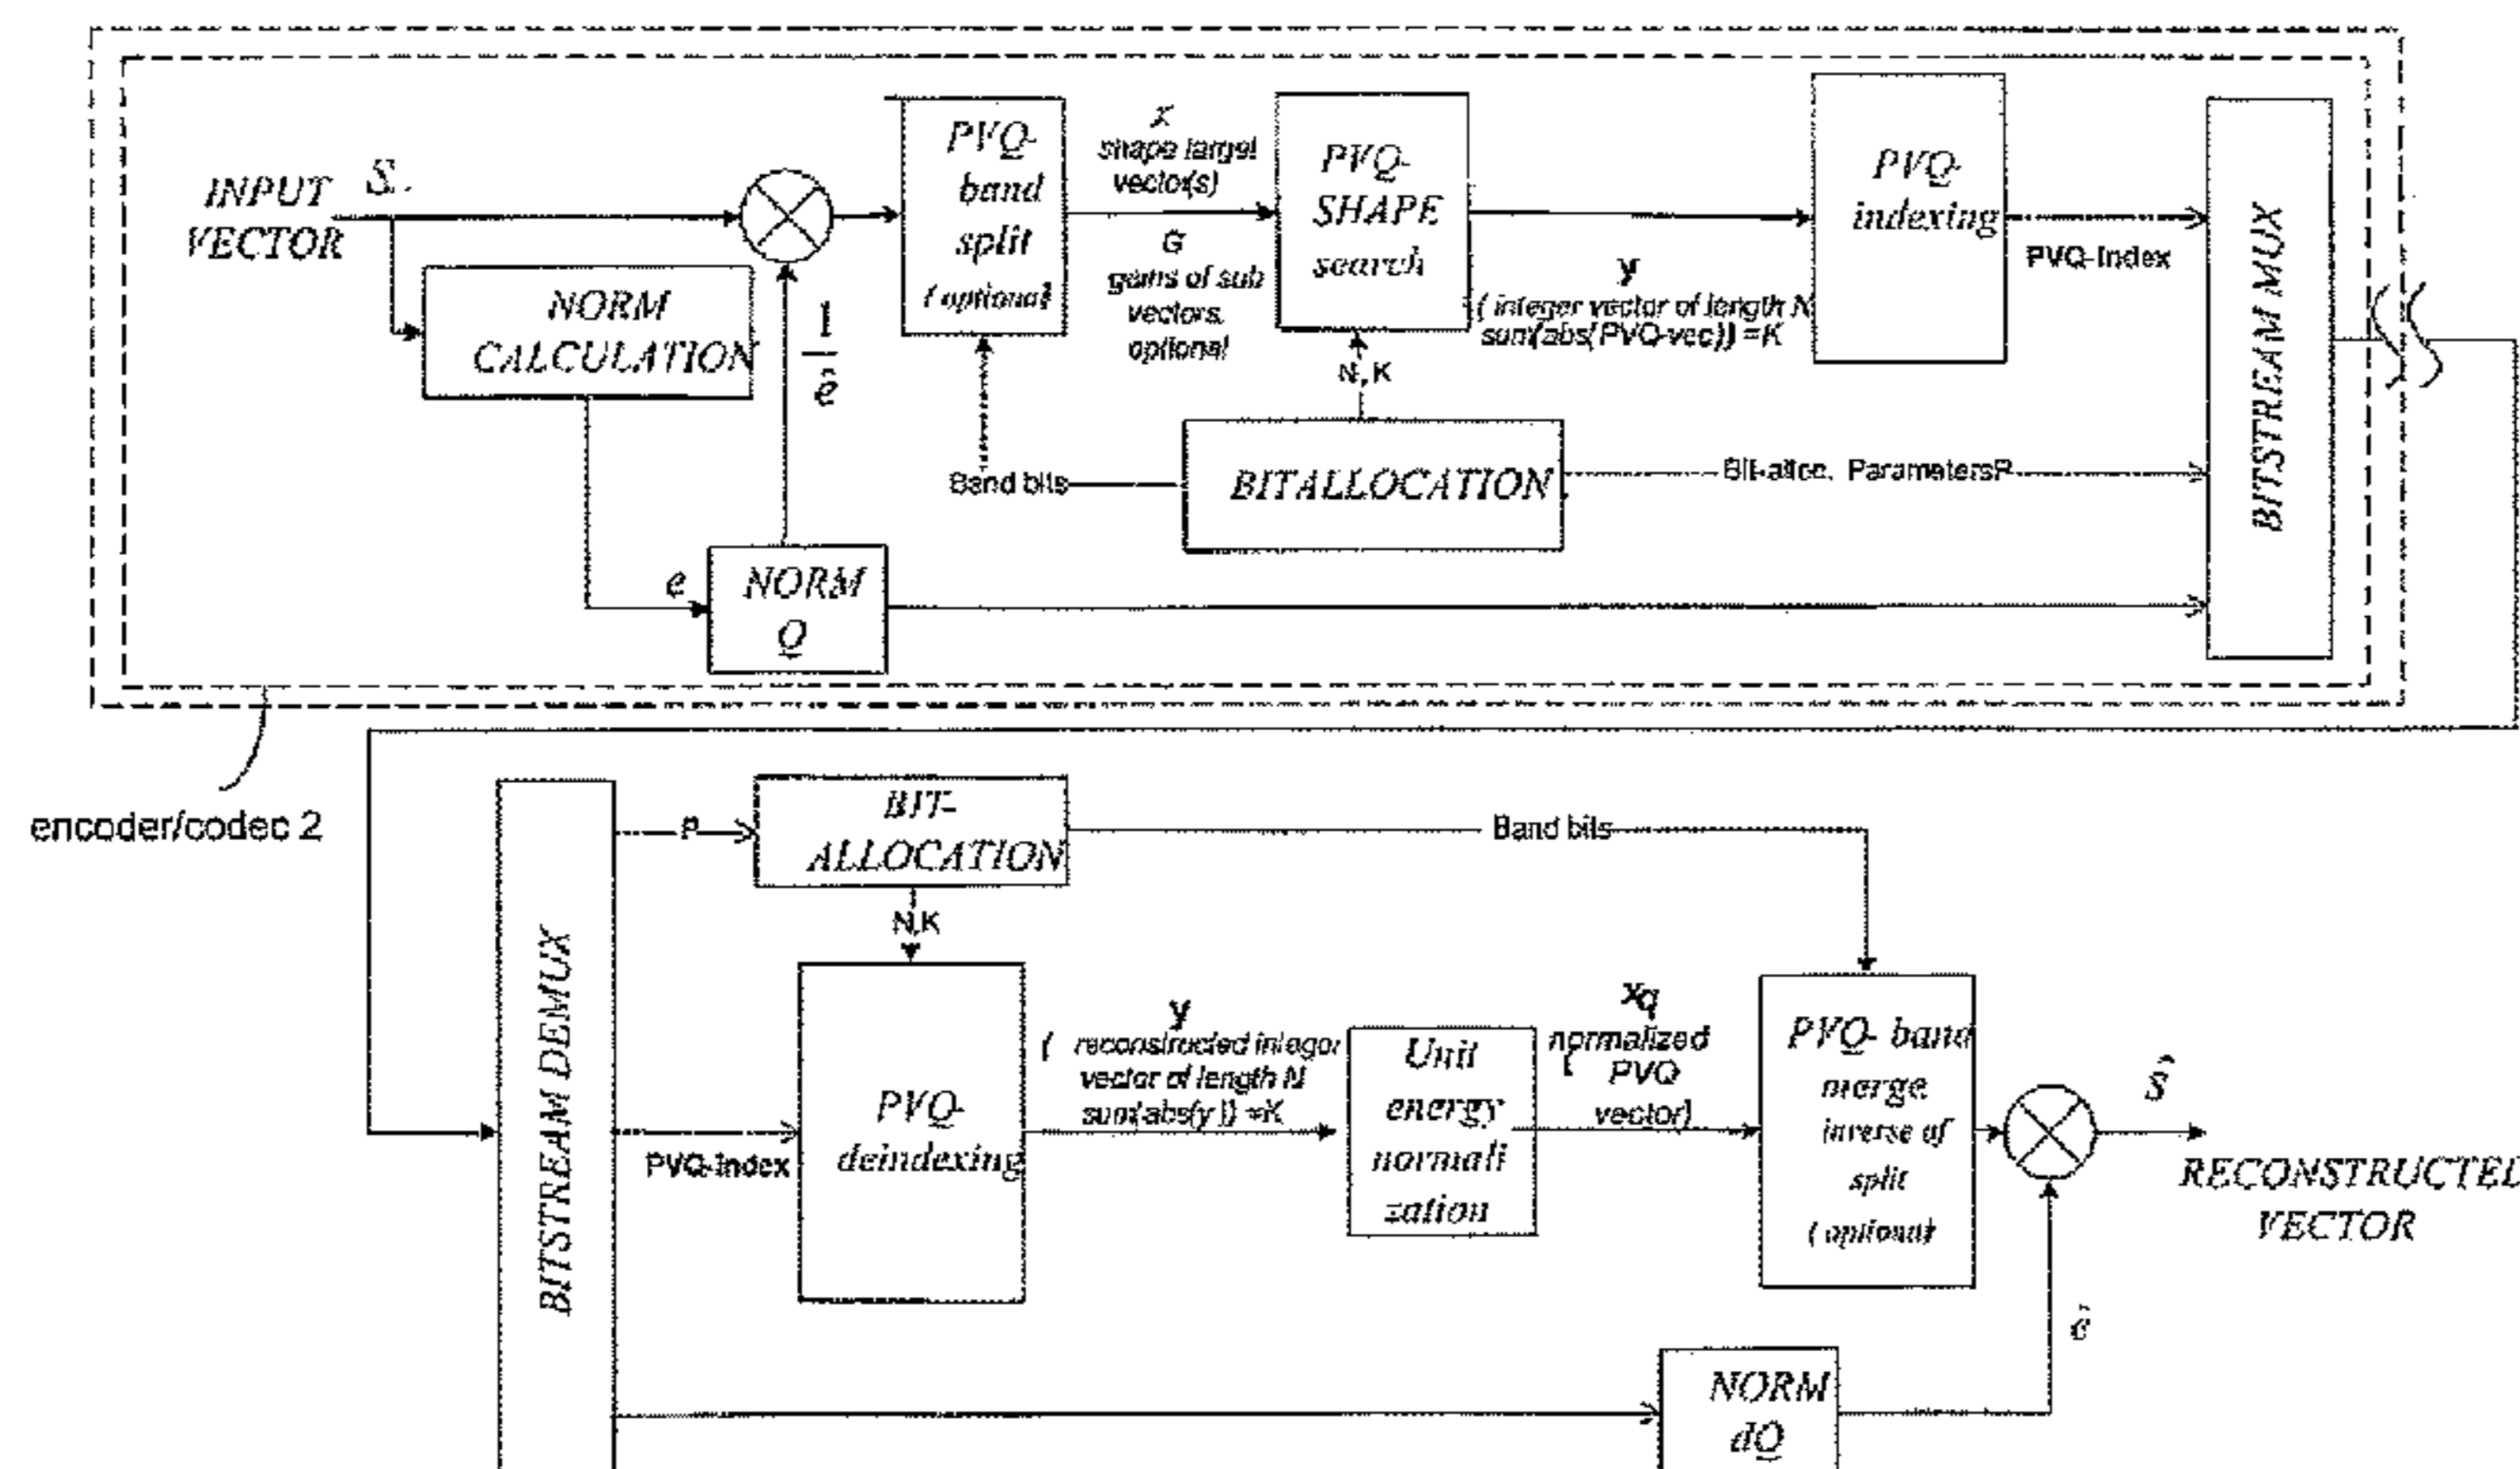 INPUT
VECTOR
S
NORM
CALCULATION
1
ê
e
NORM
Q
PVQ-
band
split
(optional)
x
shape target
vector(s)
G
gains of sub
vectors,
optional
Band bits
PVQ-
SHAPE
search
N, K
BITALLOCATION
y
( integer vector of length N
sum(abs(PVQ-vec)) =K
PVQ-
indexing
PVQ-Index
Bit-alloc. ParametersP
BITSTREAM MUX
encoder/codec 2
BITSTREAM DEMUX
P
BIT-
ALLOCATION
Band bits
N,K
PVQ-Index
PVQ-
deindexing
y
( reconstructed integer
vector of length N
sum(abs(y)) =K
Unit
energy
normali
zation
xq
( normalized
PVQ
vector)
PVQ- band
merge
inverse of
split
(optional)
ŝ
RECONSTRUCTED
VECTOR
ê
NORM
dQ